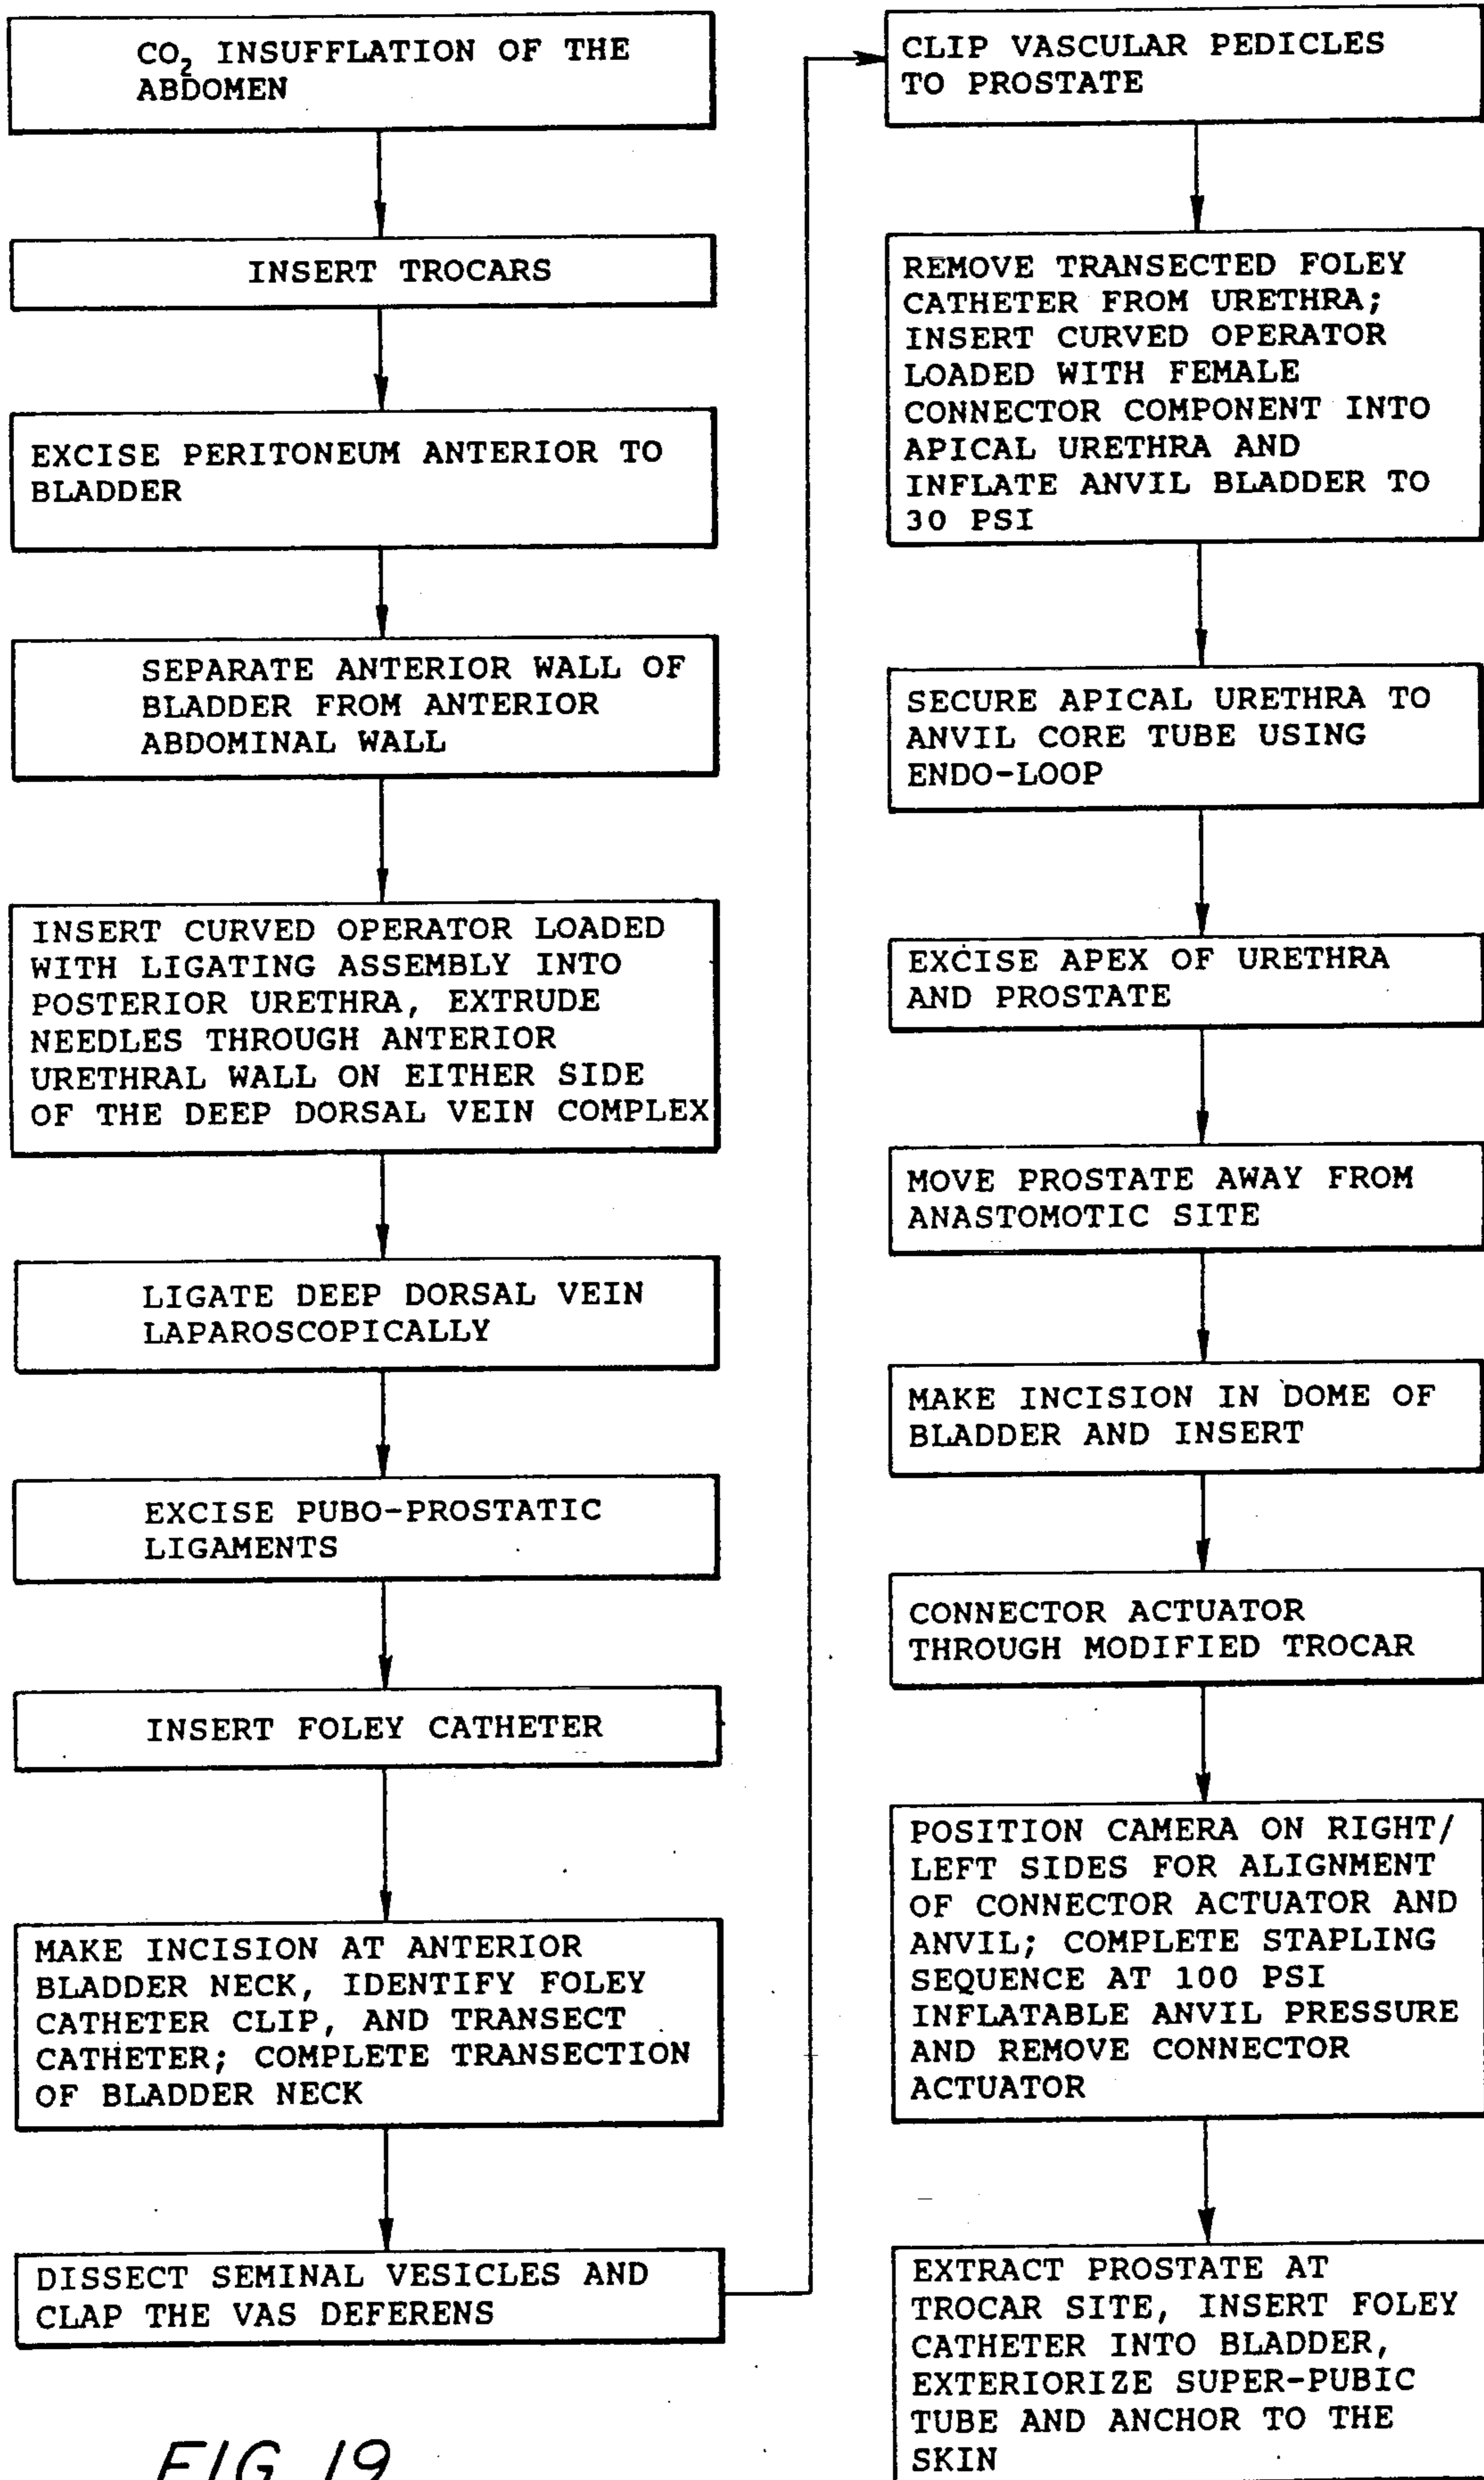 CO₂ INSUFFLATION OF THE
ABDOMEN
INSERT TROCARS
EXCISE PERITONEUM ANTERIOR TO
BLADDER
SEPARATE ANTERIOR WALL OF
BLADDER FROM ANTERIOR
ABDOMINAL WALL
INSERT CURVED OPERATOR LOADED
WITH LIGATING ASSEMBLY INTO
POSTERIOR URETHRA, EXTRUDE
NEEDLES THROUGH ANTERIOR
URETHRAL WALL ON EITHER SIDE
OF THE DEEP DORSAL VEIN COMPLEX
LIGATE DEEP DORSAL VEIN
LAPAROSCOPICALLY
EXCISE PUBO-PROSTATIC
LIGAMENTS
INSERT FOLEY CATHETER
MAKE INCISION AT ANTERIOR
BLADDER NECK, IDENTIFY FOLEY
CATHETER CLIP, AND TRANSECT
CATHETER; COMPLETE TRANSECTION
OF BLADDER NECK
DISSECT SEMINAL VESICLES AND
CLAP THE VAS DEFERENS
CLIP VASCULAR PEDICLES
TO PROSTATE
REMOVE TRANSECTED FOLEY
CATHETER FROM URETHRA;
INSERT CURVED OPERATOR
LOADED WITH FEMALE
CONNECTOR COMPONENT INTO
APICAL URETHRA AND
INFLATE ANVIL BLADDER TO
30 PSI
SECURE APICAL URETHRA TO
ANVIL CORE TUBE USING
ENDO-LOOP
EXCISE APEX OF URETHRA
AND PROSTATE
MOVE PROSTATE AWAY FROM
ANASTOMOTIC SITE
MAKE INCISION IN DOME OF
BLADDER AND INSERT
CONNECTOR ACTUATOR
THROUGH MODIFIED TROCAR
POSITION CAMERA ON RIGHT/
LEFT SIDES FOR ALIGNMENT
OF CONNECTOR ACTUATOR AND
ANVIL; COMPLETE STAPLING
SEQUENCE AT 100 PSI
INFLATABLE ANVIL PRESSURE
AND REMOVE CONNECTOR
ACTUATOR
EXTRACT PROSTATE AT
TROCAR SITE, INSERT FOLEY
CATHETER INTO BLADDER,
EXTERIORIZE SUPER-PUBIC
TUBE AND ANCHOR TO THE
SKIN
FIG. 19